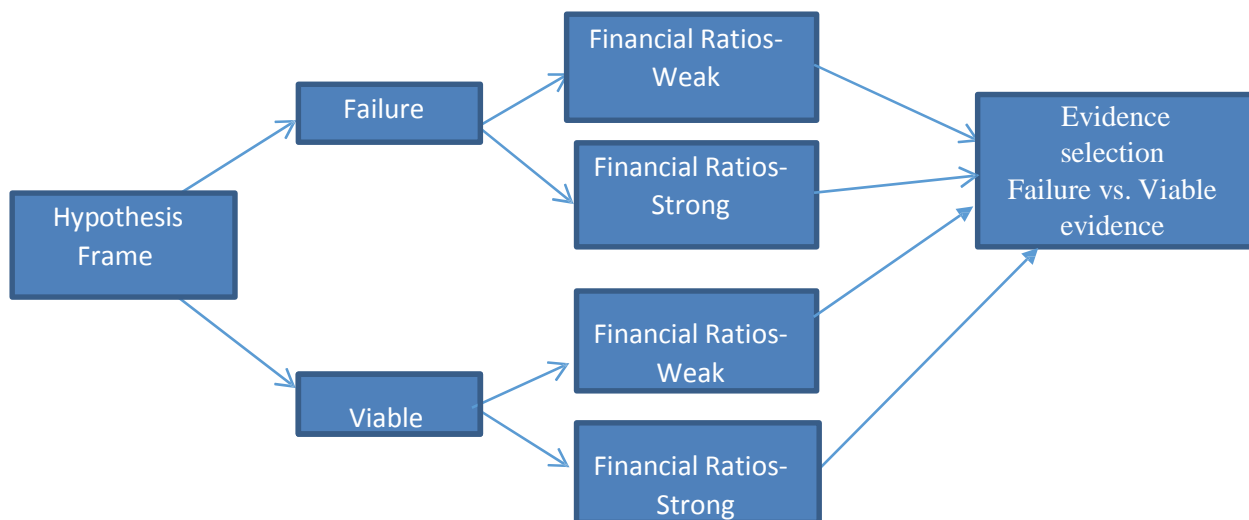 Hypothesis
Frame
Failure
Viable
Financial Ratios-
Weak
Financial Ratios-
Strong
Financial Ratios-
Weak
Financial Ratios-
Strong
Evidence
selection
Failure vs. Viable
evidence